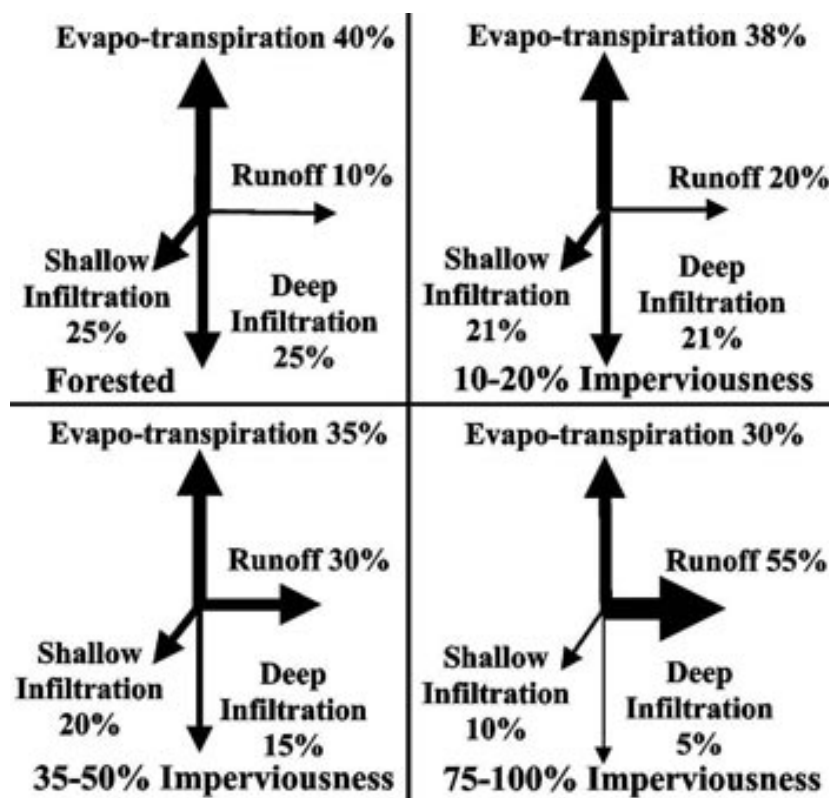 Evapo-transpiration 40%
Runoff 10%
Shallow
Infiltration
25%
Deep
Infiltration
25%
Forested
Evapo-transpiration 38%
Runoff 20%
Shallow
Infiltration
21%
Deep
Infiltration
21%
10-20% Imperviousness
Evapo-transpiration 35%
Runoff 30%
Shallow
Infiltration
20%
Deep
Infiltration
15%
35-50% Imperviousness
Evapo-transpiration 30%
Runoff 55%
Shallow
Infiltration
10%
Deep
Infiltration
5%
75-100% Imperviousness